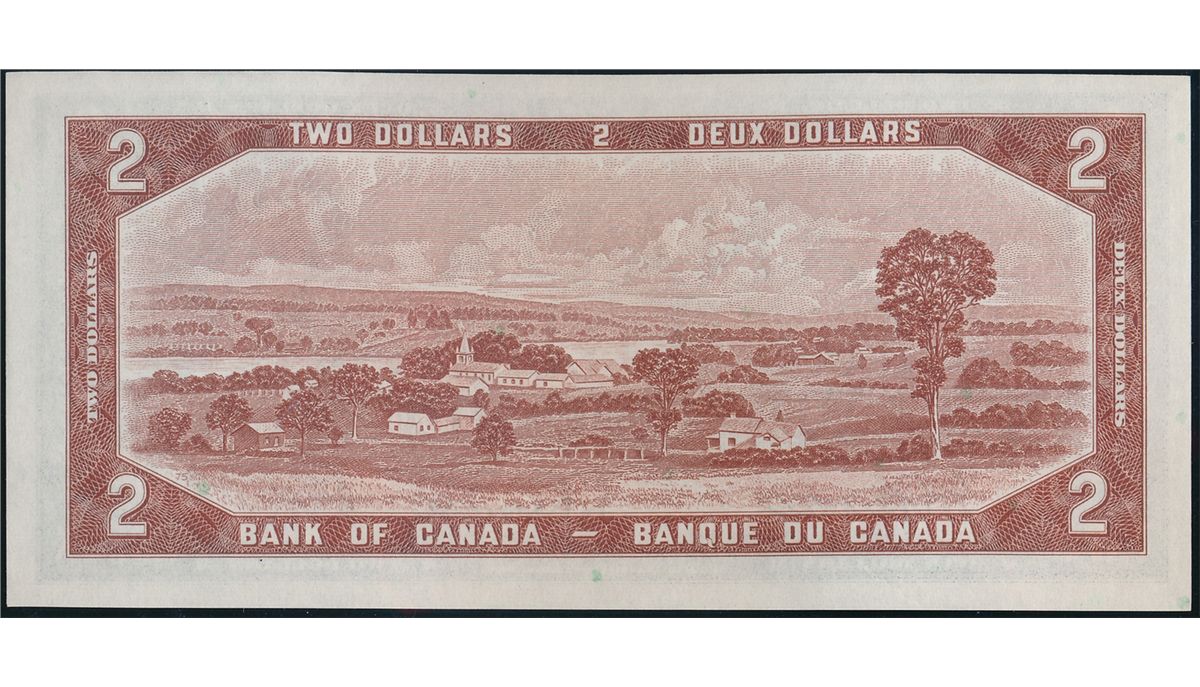 2 TWO DOLLARS 2 DEUX DOLLARS 2
TWO DOLLARS
DEUX DOLLARS
2 BANK OF CANADA — BANQUE DU CANADA 2